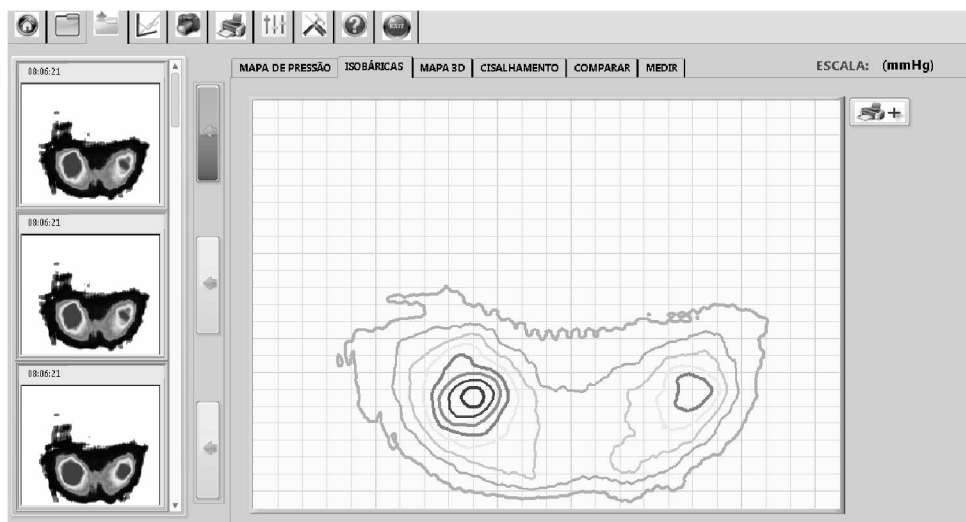 EXIT
MAPA DE PRESSÃO ISOBÁRICAS MAPA 3D CISALHAMENTO COMPARAR MEDIR
ESCALA: (mmHg)
08:06:21
08:06:21
08:06:21